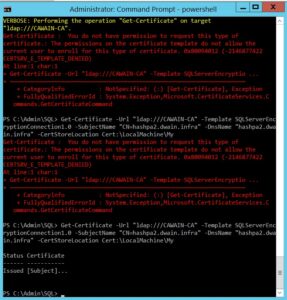 Administrator: Command Prompt - powershell
VERBOSE: Performing the operation "Get-Certificate" on target
"ldap:///CAWAIN-CA".
Get-Certificate : You do not have permission to request this type of
certificate.: The permissions on the certificate template do not allow the
current user to enroll for this type of certificate. 0x80094012 (-2146877422
CERTSRV_E_TEMPLATE_DENIED)
At line:1 char:1
+ Get-Certificate -Url "ldap:///CAWAIN-CA" -Template SQLServerEncryptio ...
+ CategoryInfo : NotSpecified: (:) [Get-Certificate], Exception
+ FullyQualifiedErrorId : System.Exception,Microsoft.CertificateServices.C
ommands.GetCertificateCommand
PS C:\Admin\SQL> Get-Certificate -Url "ldap:///CAWAIN-CA" -Template SQLServerEncry
ptionConnection1.0 -SubjectName "CN=hashpa2.dwain.infra" -DnsName "hashpa2.dwain.i
nfra" -CertStoreLocation Cert:\LocalMachine\My
Get-Certificate : You do not have permission to request this type of
certificate.: The permissions on the certificate template do not allow the
current user to enroll for this type of certificate. 0x80094012 (-2146877422
CERTSRV_E_TEMPLATE_DENIED)
At line:1 char:1
+ Get-Certificate -Url "ldap:///CAWAIN-CA" -Template SQLServerEncryptio ...
+ CategoryInfo : NotSpecified: (:) [Get-Certificate], Exception
+ FullyQualifiedErrorId : System.Exception,Microsoft.CertificateServices.C
ommands.GetCertificateCommand
PS C:\Admin\SQL> Get-Certificate -Url "ldap:///CAWAIN-CA" -Template SQLServerEnc
ryptionConnection1.0 -SubjectName "CN=hashpa2.dwain.infra" -DnsName "hashpa2.dwa
in.infra" -CertStoreLocation Cert:\LocalMachine\My
Status Certificate
------ -----------
Issued [Subject]...
PS C:\Admin\SQL> _